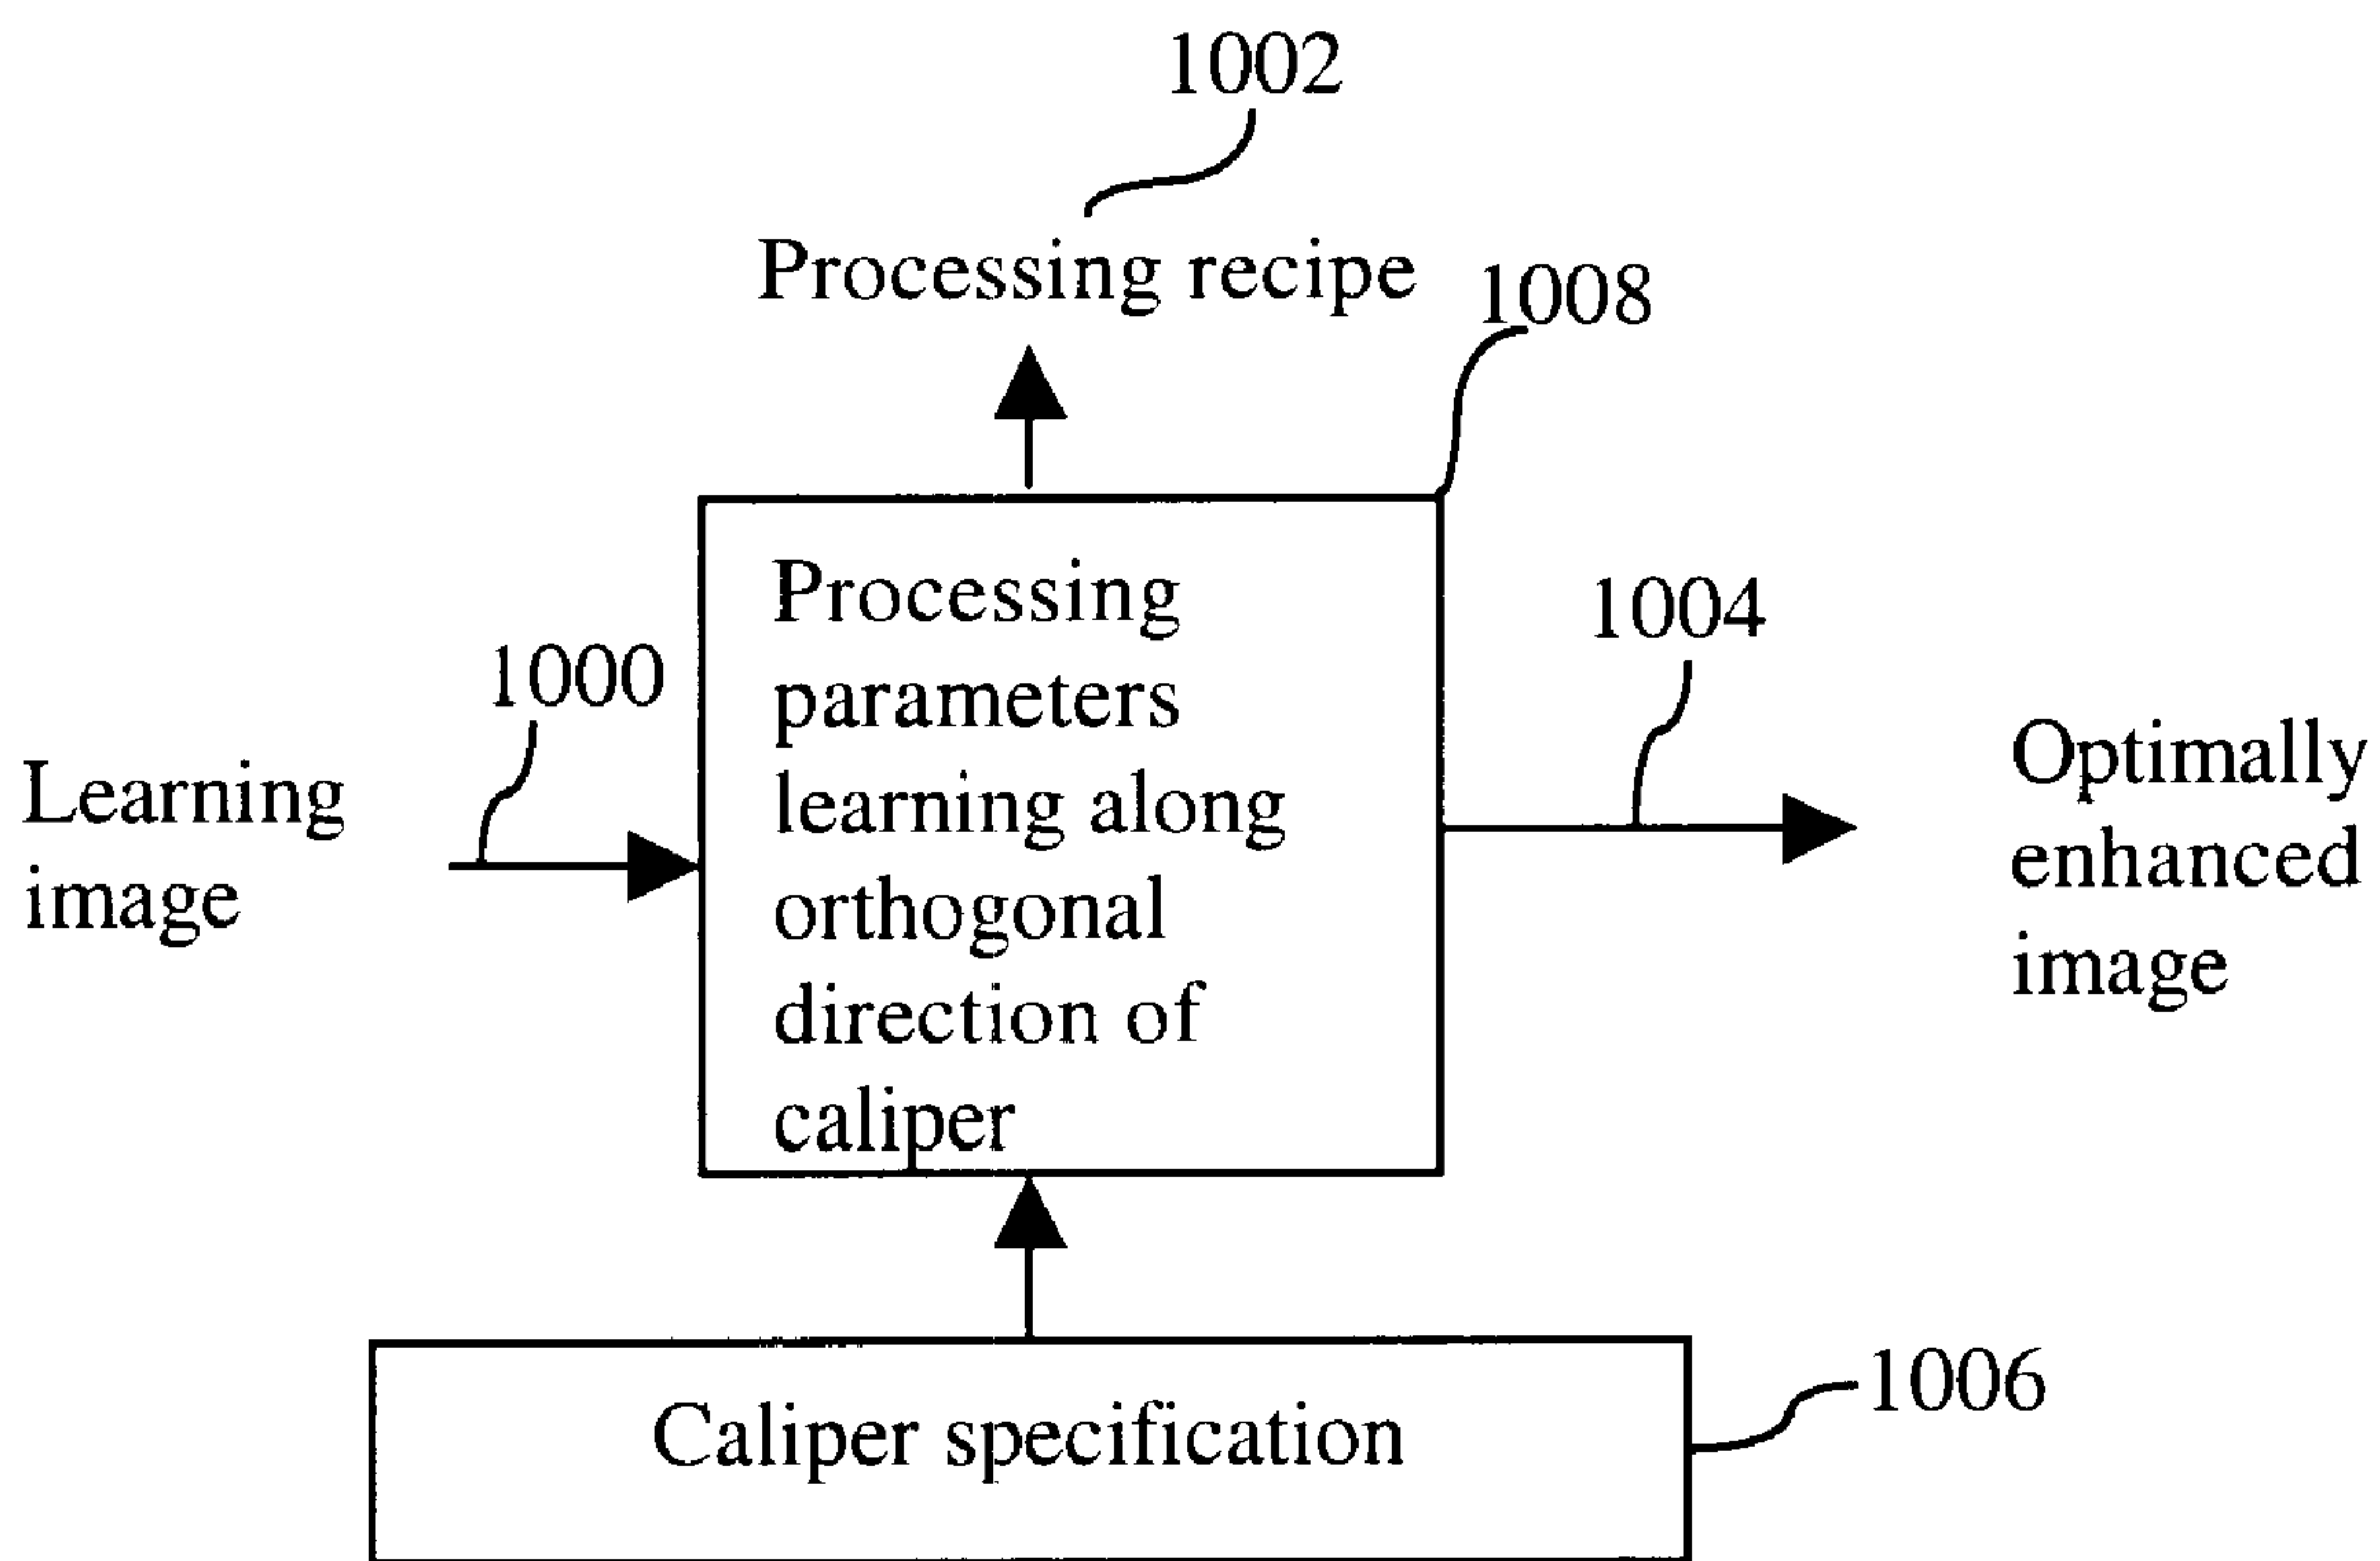 1002
Processing recipe
1008
Processing
parameters
learning along
orthogonal
direction of
caliper
1000
Learning
image
1004
Optimally
enhanced
image
Caliper specification
1006